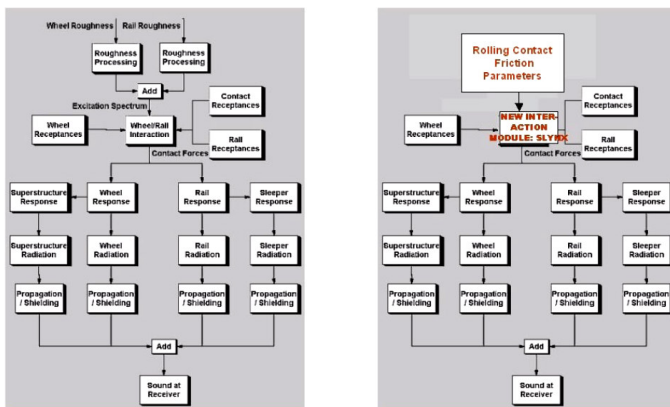 Wheel Roughness
Rail Roughness
Roughness
Processing
Roughness
Processing
Add
Excitation Spectrum
Contact
Receptances
Wheel
Receptances
Wheel/Rail
Interaction
Rail
Receptances
Contact Forces
Superstructure
Response
Wheel
Response
Rail
Response
Sleeper
Response
Superstructure
Radiation
Wheel
Radiation
Rail
Radiation
Sleeper
Radiation
Propagation
/ Shielding
Propagation
/ Shielding
Propagation
/ Shielding
Propagation
/ Shielding
Add
Sound at
Receiver
Rolling Contact
Friction
Parameters
Contact
Receptances
Wheel
Receptances
NEW INTER-
ACTION
MODULE: SLYNX
Rail
Receptances
Contact Forces
Superstructure
Response
Wheel
Response
Rail
Response
Sleeper
Response
Superstructure
Radiation
Wheel
Radiation
Rail
Radiation
Sleeper
Radiation
Propagation
/ Shielding
Propagation
/ Shielding
Propagation
/ Shielding
Propagation
/ Shielding
Add
Sound at
Receiver